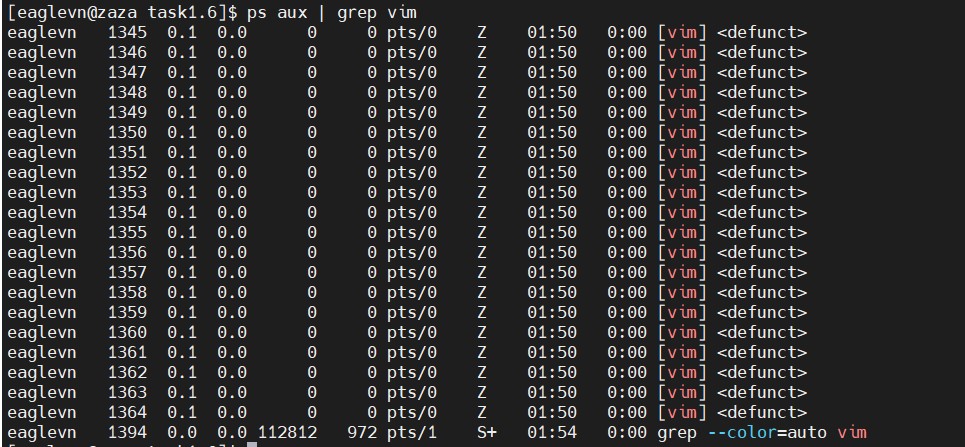 [eaglevn@zaza task1.6]$ ps aux | grep vim
eaglevn   1345  0.1  0.0      0     0 pts/0    Z    01:50   0:00 [vim] <defunct>
eaglevn   1346  0.1  0.0      0     0 pts/0    Z    01:50   0:00 [vim] <defunct>
eaglevn   1347  0.1  0.0      0     0 pts/0    Z    01:50   0:00 [vim] <defunct>
eaglevn   1348  0.1  0.0      0     0 pts/0    Z    01:50   0:00 [vim] <defunct>
eaglevn   1349  0.1  0.0      0     0 pts/0    Z    01:50   0:00 [vim] <defunct>
eaglevn   1350  0.1  0.0      0     0 pts/0    Z    01:50   0:00 [vim] <defunct>
eaglevn   1351  0.1  0.0      0     0 pts/0    Z    01:50   0:00 [vim] <defunct>
eaglevn   1352  0.1  0.0      0     0 pts/0    Z    01:50   0:00 [vim] <defunct>
eaglevn   1353  0.1  0.0      0     0 pts/0    Z    01:50   0:00 [vim] <defunct>
eaglevn   1354  0.1  0.0      0     0 pts/0    Z    01:50   0:00 [vim] <defunct>
eaglevn   1355  0.1  0.0      0     0 pts/0    Z    01:50   0:00 [vim] <defunct>
eaglevn   1356  0.1  0.0      0     0 pts/0    Z    01:50   0:00 [vim] <defunct>
eaglevn   1357  0.1  0.0      0     0 pts/0    Z    01:50   0:00 [vim] <defunct>
eaglevn   1358  0.1  0.0      0     0 pts/0    Z    01:50   0:00 [vim] <defunct>
eaglevn   1359  0.1  0.0      0     0 pts/0    Z    01:50   0:00 [vim] <defunct>
eaglevn   1360  0.1  0.0      0     0 pts/0    Z    01:50   0:00 [vim] <defunct>
eaglevn   1361  0.1  0.0      0     0 pts/0    Z    01:50   0:00 [vim] <defunct>
eaglevn   1362  0.1  0.0      0     0 pts/0    Z    01:50   0:00 [vim] <defunct>
eaglevn   1363  0.1  0.0      0     0 pts/0    Z    01:50   0:00 [vim] <defunct>
eaglevn   1364  0.1  0.0      0     0 pts/0    Z    01:50   0:00 [vim] <defunct>
eaglevn   1394  0.0  0.0 112812   972 pts/1    S+   01:54   0:00 grep --color=auto vim